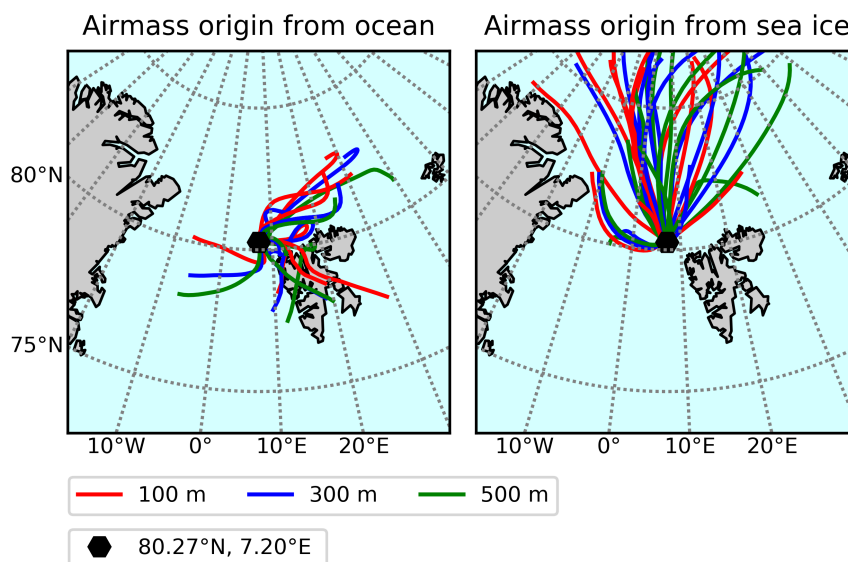 Airmass origin from ocean
Airmass origin from sea ice
80°N
75°N
10°W 0° 10°E 20°E
10°W 0° 10°E 20°E
100 m 300 m 500 m
80.27°N, 7.20°E